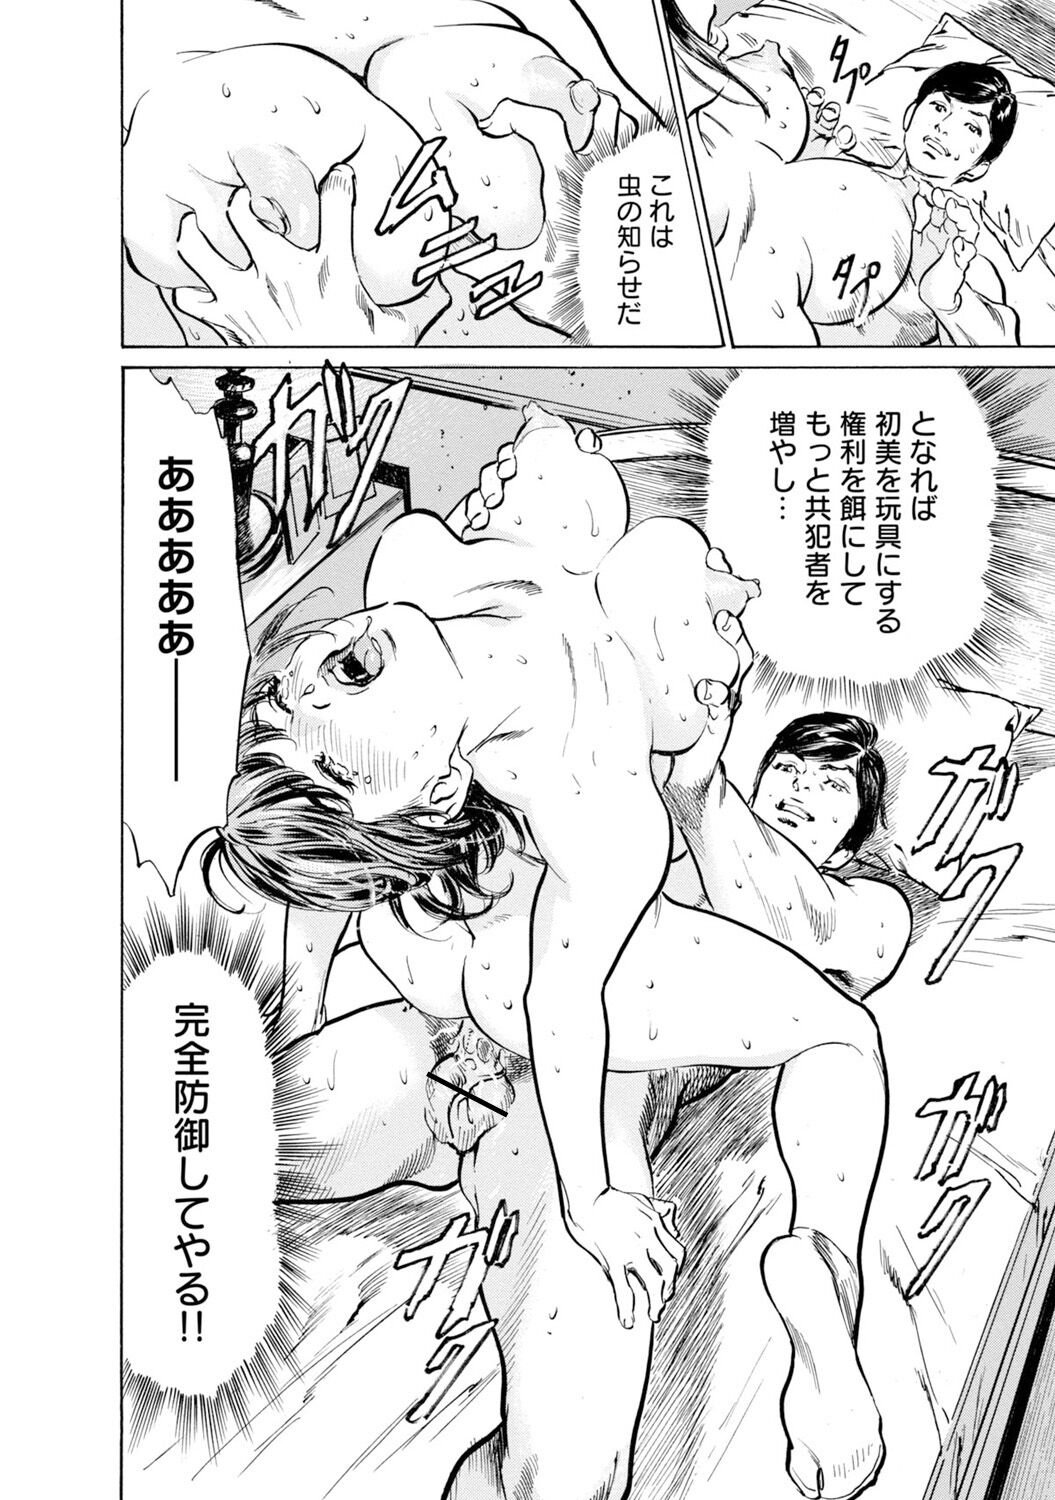 タプ
タプ
これは
虫の知らせだ
ムニュ
となれば
初美を玩具にする
権利を餌にして
もっと共犯者を
増やし…
ガク
ああああああ――
ガク
ガク
ガク
完全防御してやる!!